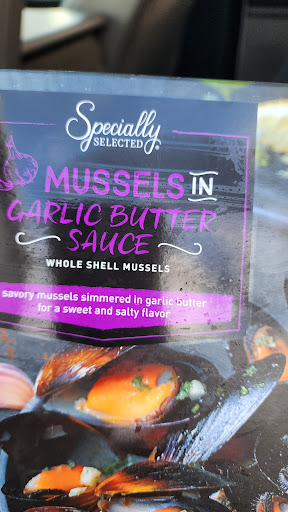 Specially
SELECTED
MUSSELS IN
GARLIC BUTTER
SAUCE
WHOLE SHELL MUSSELS
savory mussels simmered in garlic butter
for a sweet and salty flavor